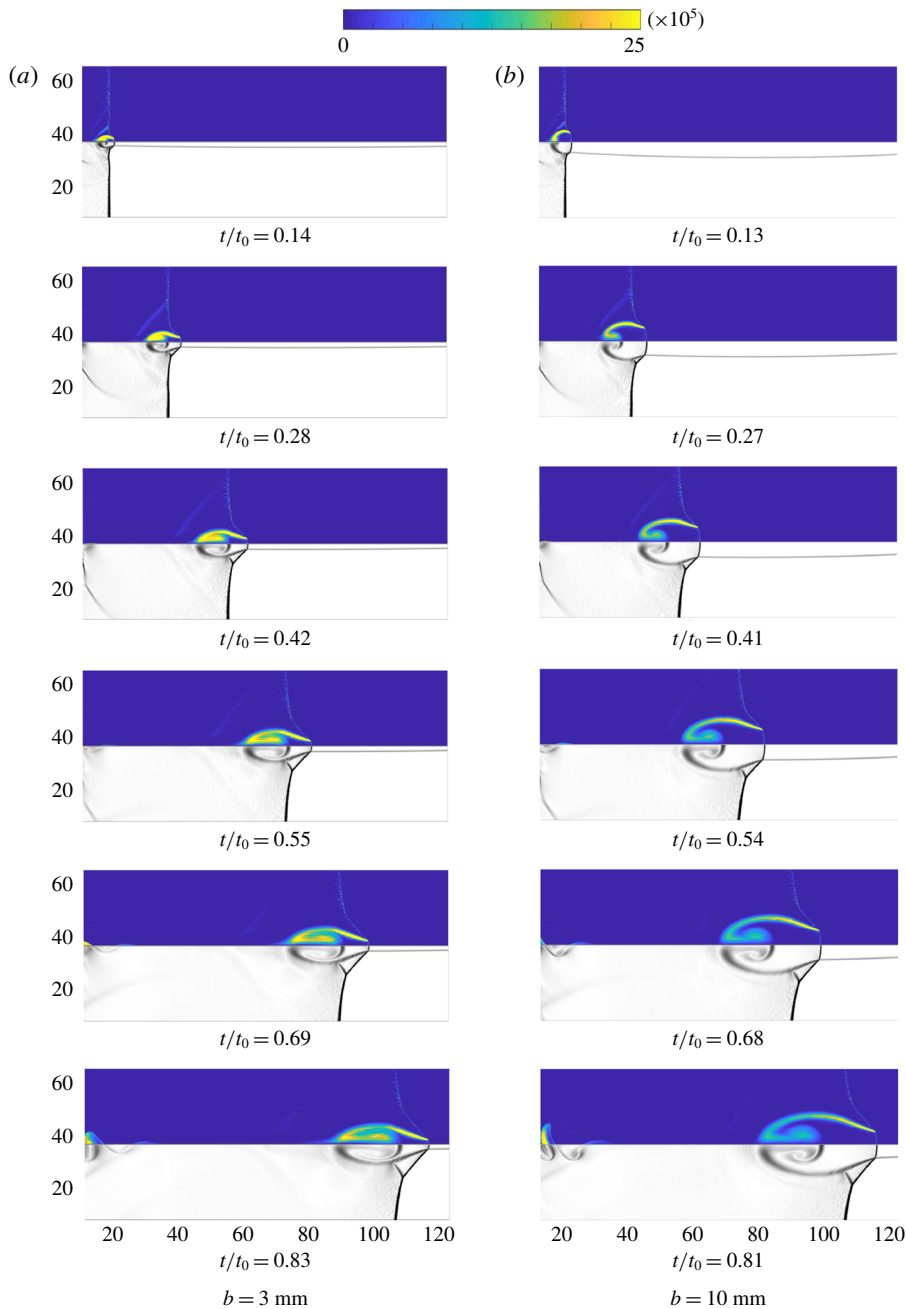 0 25 (×10⁵)
(a) (b)
60
40
20
t/t₀ = 0.14 t/t₀ = 0.13
60
40
20
t/t₀ = 0.28 t/t₀ = 0.27
60
40
20
t/t₀ = 0.42 t/t₀ = 0.41
60
40
20
t/t₀ = 0.55 t/t₀ = 0.54
60
40
20
t/t₀ = 0.69 t/t₀ = 0.68
60
40
20
20 40 60 80 100 120 20 40 60 80 100 120
t/t₀ = 0.83 t/t₀ = 0.81
b = 3 mm b = 10 mm